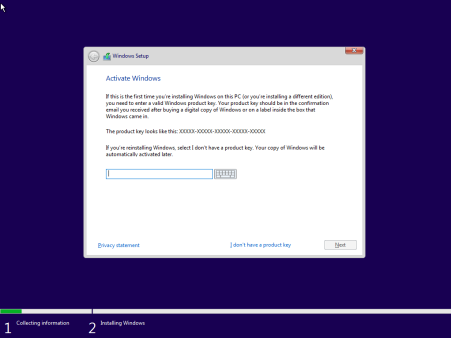 Windows Setup
Activate Windows
If this is the first time you're installing Windows on this PC (or you're installing a different edition),
you need to enter a valid Windows product key. Your product key should be in the confirmation
email you received after buying a digital copy of Windows or on a label inside the box that
Windows came in.
The product key looks like this: XXXXX-XXXXX-XXXXX-XXXXX-XXXXX
If you're reinstalling Windows, select I don't have a product key. Your copy of Windows will be
automatically activated later.
Privacy statement
I don't have a product key
Next
1 Collecting information
2 Installing Windows